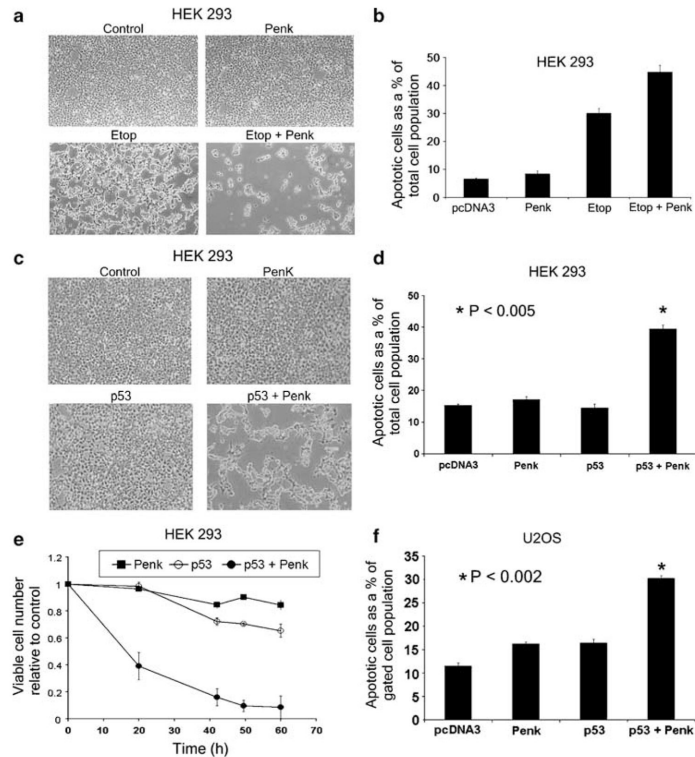 a
HEK 293
Control
Penk
Etop
Etop + Penk
b
HEK 293
Apoptotic cells as a % of
total cell population
50
40
30
20
10
0
pcDNA3
Penk
Etop
Etop + Penk
c
HEK 293
Control
PenK
p53
p53 + Penk
d
HEK 293
* P < 0.005
*
Apoptotic cells as a % of
total cell population
50
40
30
20
10
0
pcDNA3
Penk
p53
p53 + Penk
e
HEK 293
Penk
p53
p53 + Penk
Viable cell number
relative to control
1.2
1
0.8
0.6
0.4
0.2
0
0
10
20
30
40
50
60
70
Time (h)
f
U2OS
* P < 0.002
*
Apoptotic cells as a % of
gated cell population
35
30
25
20
15
10
5
0
pcDNA3
Penk
p53
p53 + Penk